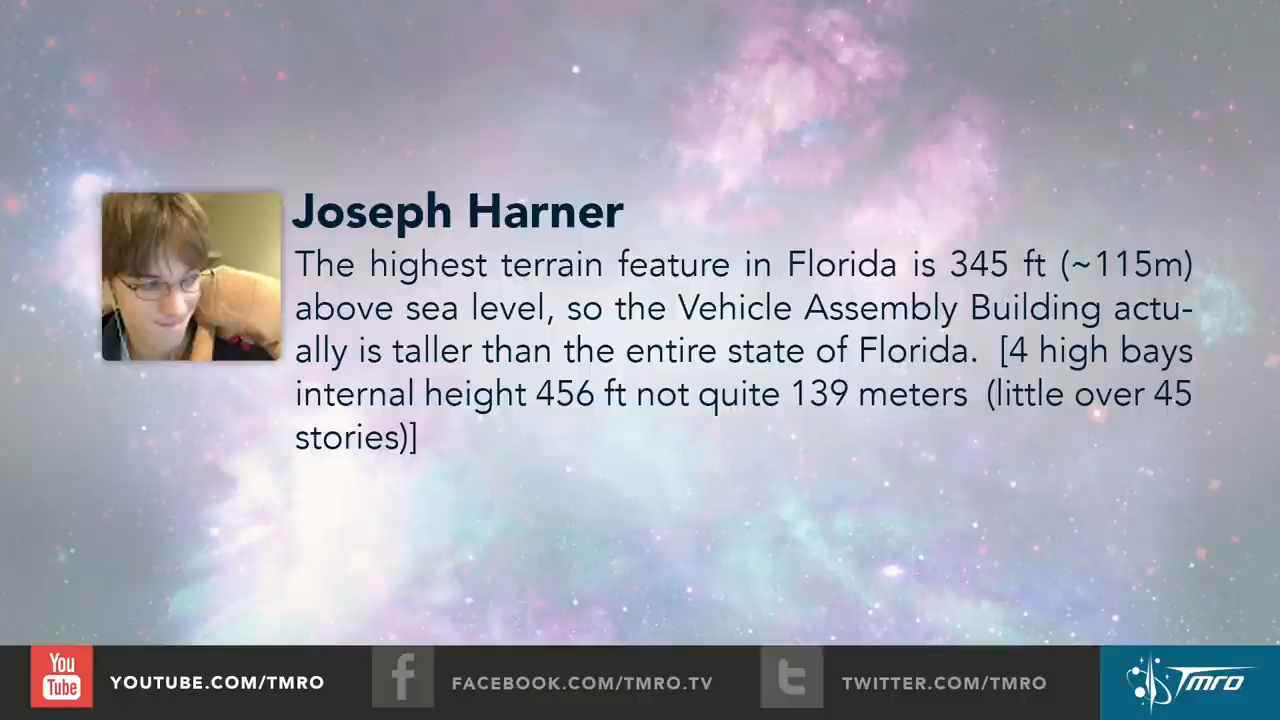 Joseph Harner
The highest terrain feature in Florida is 345 ft (~115m)
above sea level, so the Vehicle Assembly Building actu-
ally is taller than the entire state of Florida.  [4 high bays
internal height 456 ft not quite 139 meters  (little over 45
stories)]
You
Tube
YOUTUBE.COM/TMRO
f
FACEBOOK.COM/TMRO.TV
t
TWITTER.COM/TMRO
Tmro